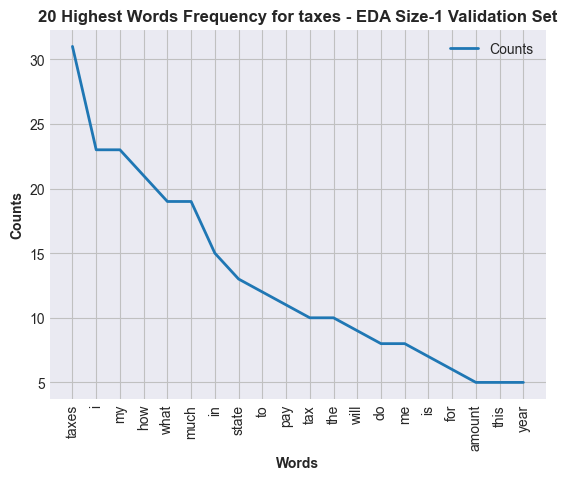 20 Highest Words Frequency for taxes - EDA Size-1 Validation Set
Counts
30
25
20
15
10
5
Counts
taxes
i
my
how
what
much
in
state
to
pay
tax
the
will
do
me
is
for
amount
this
year
Words